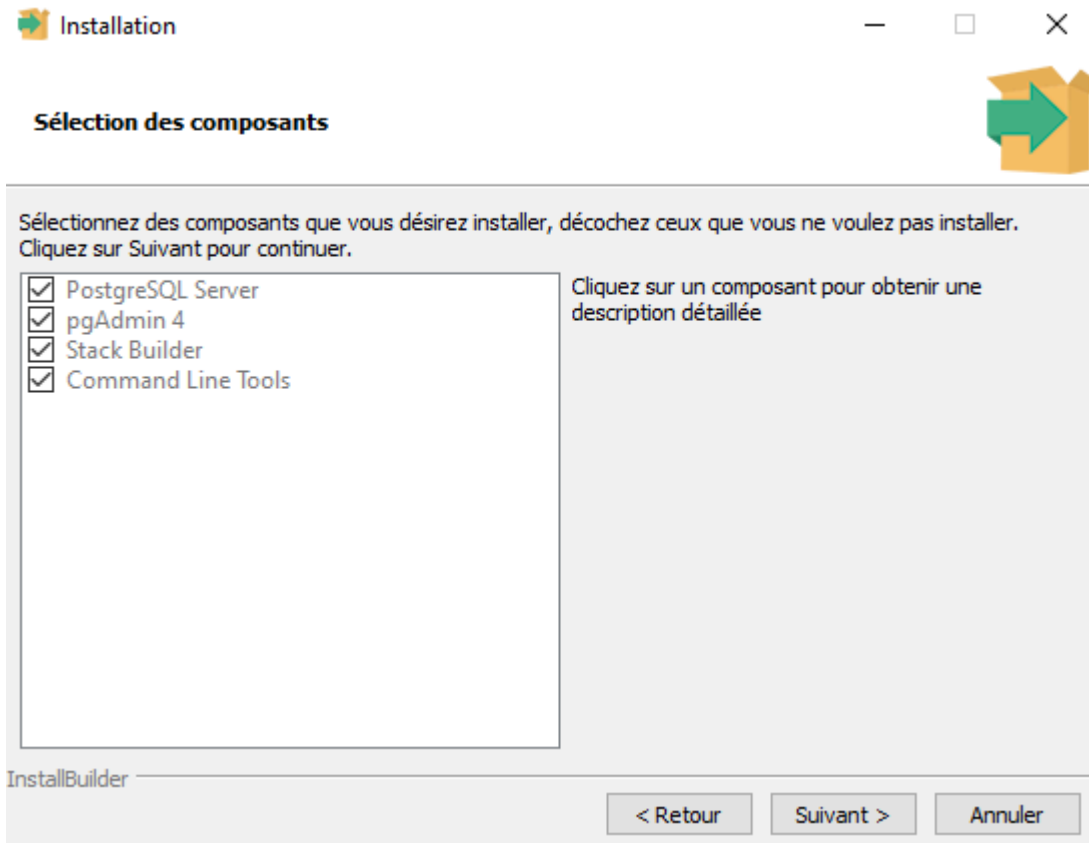 Installation
Sélection des composants
Sélectionnez des composants que vous désirez installer, décochez ceux que vous ne voulez pas installer.
Cliquez sur Suivant pour continuer.
PostgreSQL Server
pgAdmin 4
Stack Builder
Command Line Tools
Cliquez sur un composant pour obtenir une
description détaillée
InstallBuilder
< Retour
Suivant >
Annuler